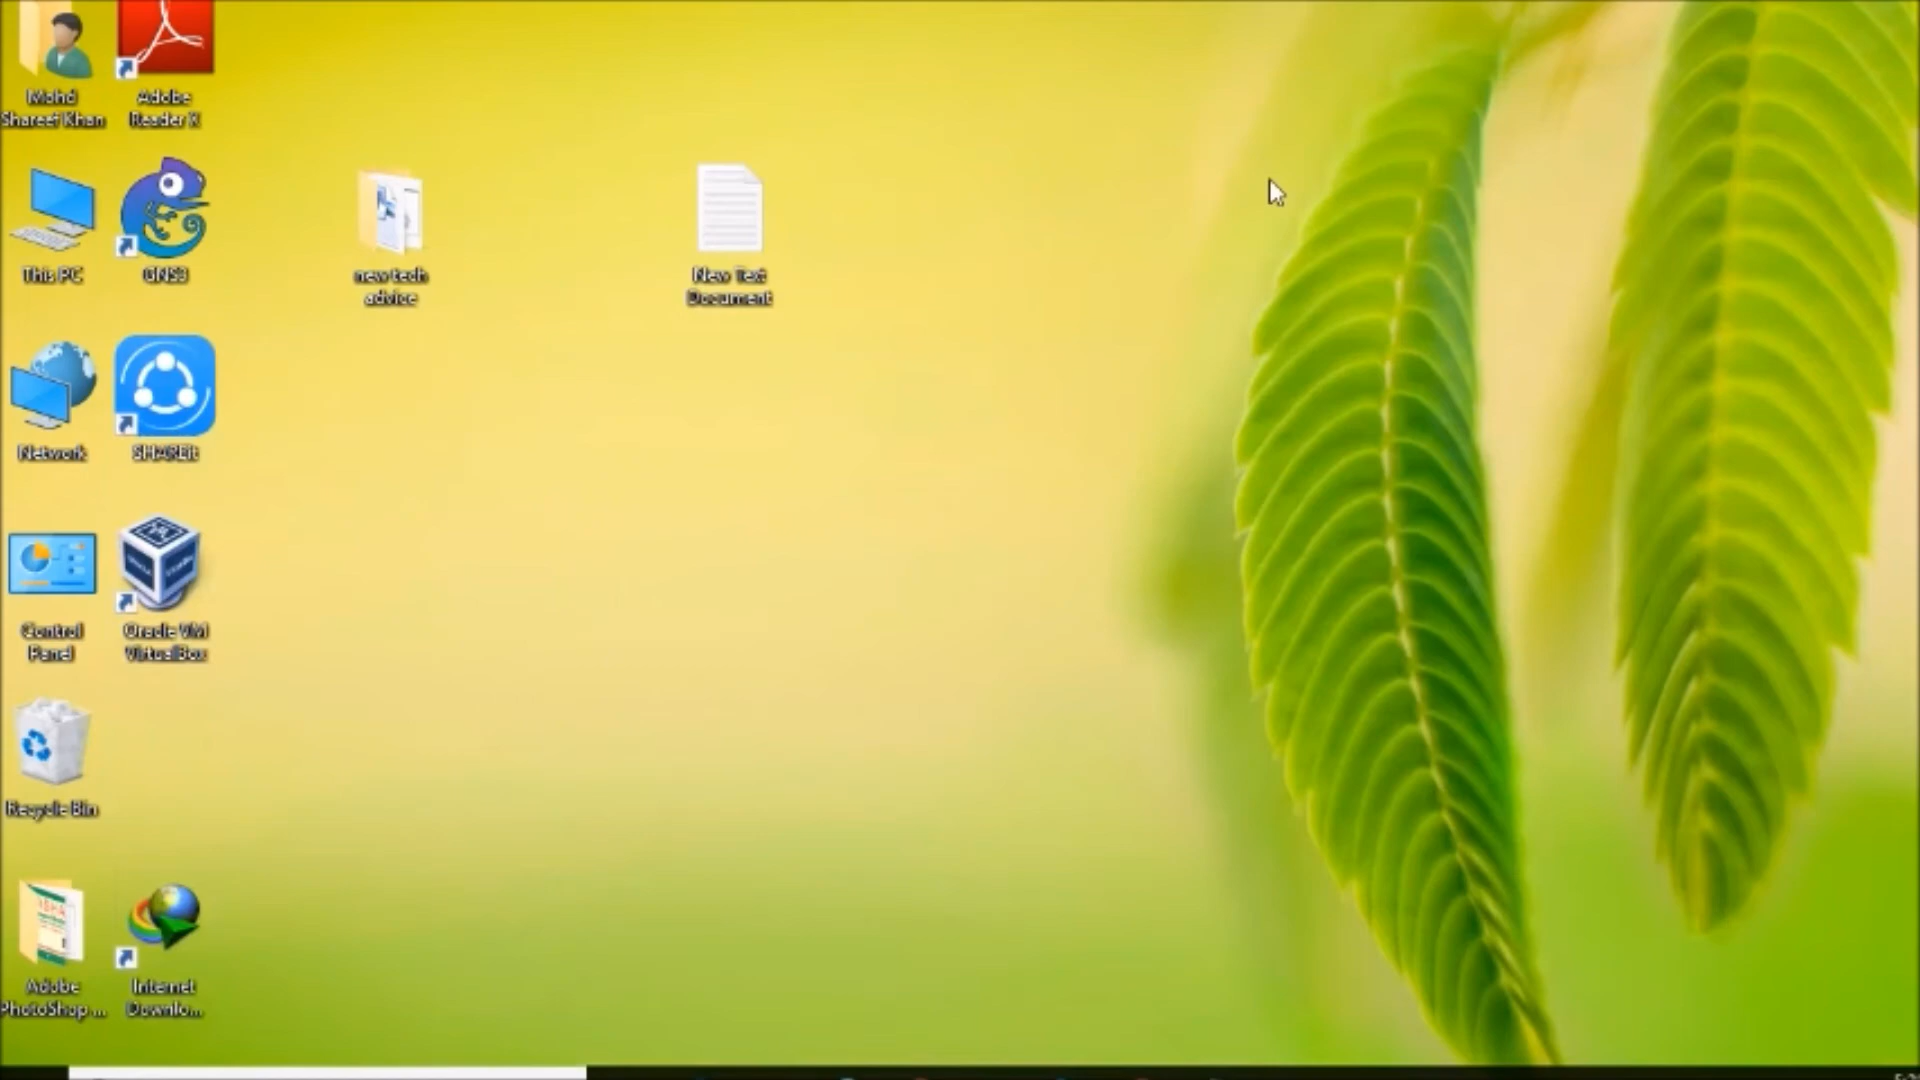 Mohd
Shareef Khan
Adobe
Reader X
This PC
GNS3
new tech
advice
New Text
Document
Network
SHAREit
Control
Panel
Oracle VM
VirtualBox
Recycle Bin
Adobe
PhotoShop ...
Internet
Downlo...